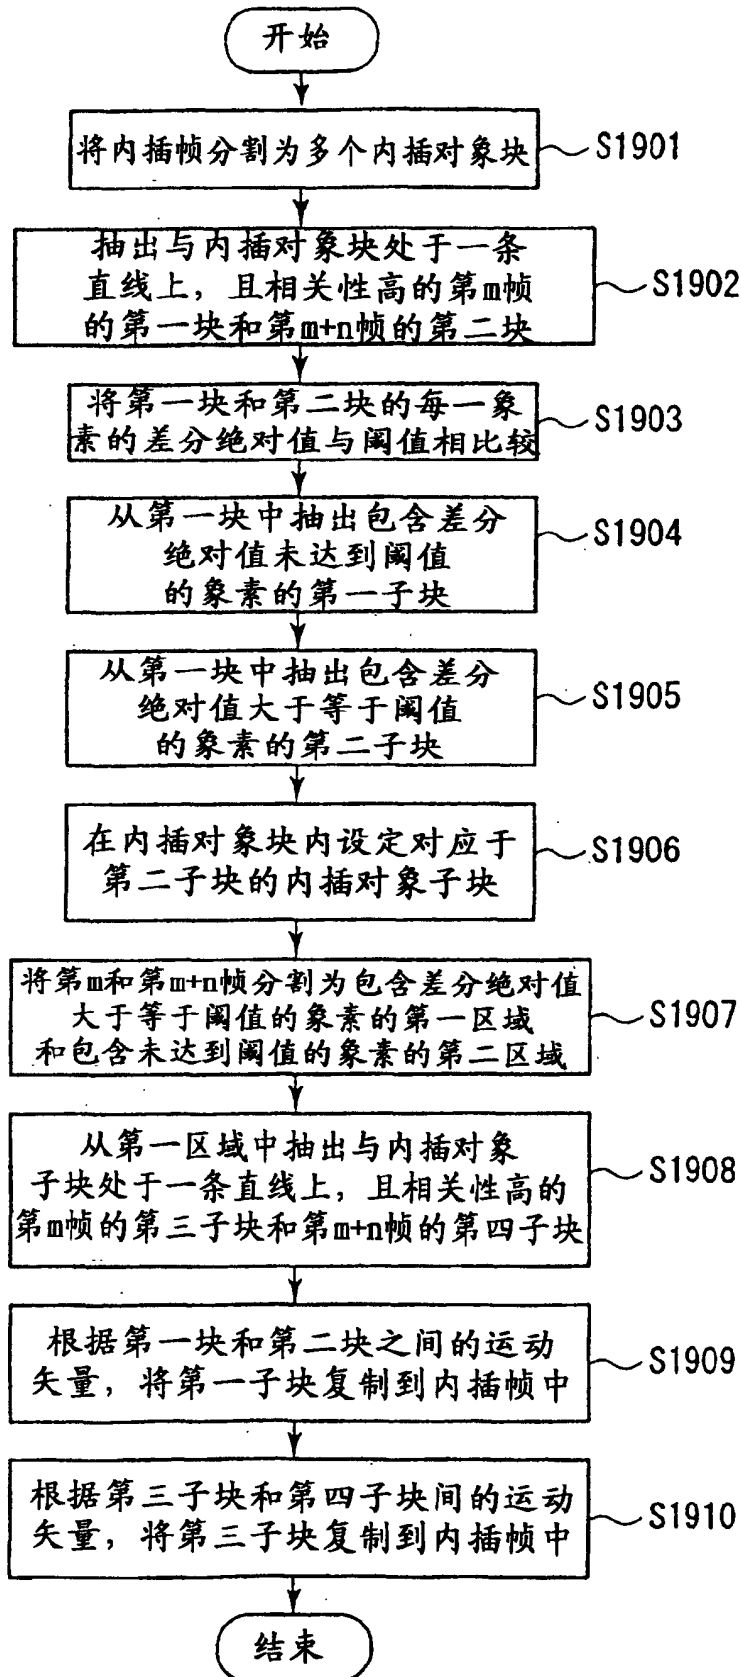 开始
将内插帧分割为多个内插对象块
S1901
抽出与内插对象块处于一条
直线上，且相关性高的第m帧
的第一块和第m+n帧的第二块
S1902
将第一块和第二块的每一象
素的差分绝对值与阈值相比较
S1903
从第一块中抽出包含差分
绝对值未达到阈值
的象素的第一子块
S1904
从第一块中抽出包含差分
绝对值大于等于阈值
的象素的第二子块
S1905
在内插对象块内设定对应于
第二子块的内插对象子块
S1906
将第m和第m+n帧分割为包含差分绝对值
大于等于阈值的象素的第一区域
和包含未达到阈值的象素的第二区域
S1907
从第一区域中抽出与内插对象
子块处于一条直线上，且相关性高的
第m帧的第三子块和第m+n帧的第四子块
S1908
根据第一块和第二块之间的运动
矢量，将第一子块复制到内插帧中
S1909
根据第三子块和第四子块间的运动
矢量，将第三子块复制到内插帧中
S1910
结束